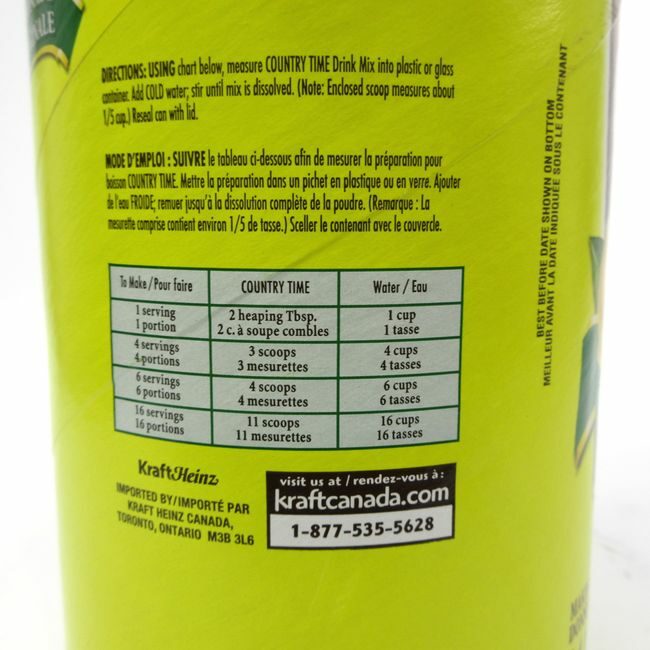 DIRECTIONS: USING chart below, measure COUNTRY TIME Drink Mix into plastic or glass
container. Add COLD water; stir until mix is dissolved. (Note: Enclosed scoop measures about
1/5 cup.) Reseal can with lid.
MODE D'EMPLOI : SUIVRE le tableau ci-dessous afin de mesurer la préparation pour
boisson COUNTRY TIME. Mettre la préparation dans un pichet en plastique ou en verre. Ajouter
de l'eau FROIDE; remuer jusqu'à la dissolution complète de la poudre. (Remarque : La
mesurette comprise contient environ 1/5 de tasse.) Sceller le contenant avec le couvercle.
To Make / Pour faire COUNTRY TIME Water / Eau
1 serving 2 heaping Tbsp. 1 cup
1 portion 2 c. à soupe combles 1 tasse
4 servings 3 scoops 4 cups
4 portions 3 mesurettes 4 tasses
6 servings 4 scoops 6 cups
6 portions 4 mesurettes 6 tasses
16 servings 11 scoops 16 cups
16 portions 11 mesurettes 16 tasses
KraftHeinz
IMPORTED BY/IMPORTÉ PAR
KRAFT HEINZ CANADA,
TORONTO, ONTARIO M3B 3L6
visit us at / rendez-vous à :
kraftcanada.com
1-877-535-5628
BEST BEFORE DATE SHOWN ON BOTTOM
MEILLEUR AVANT LA DATE INDIQUÉE SOUS LE CONTENANT